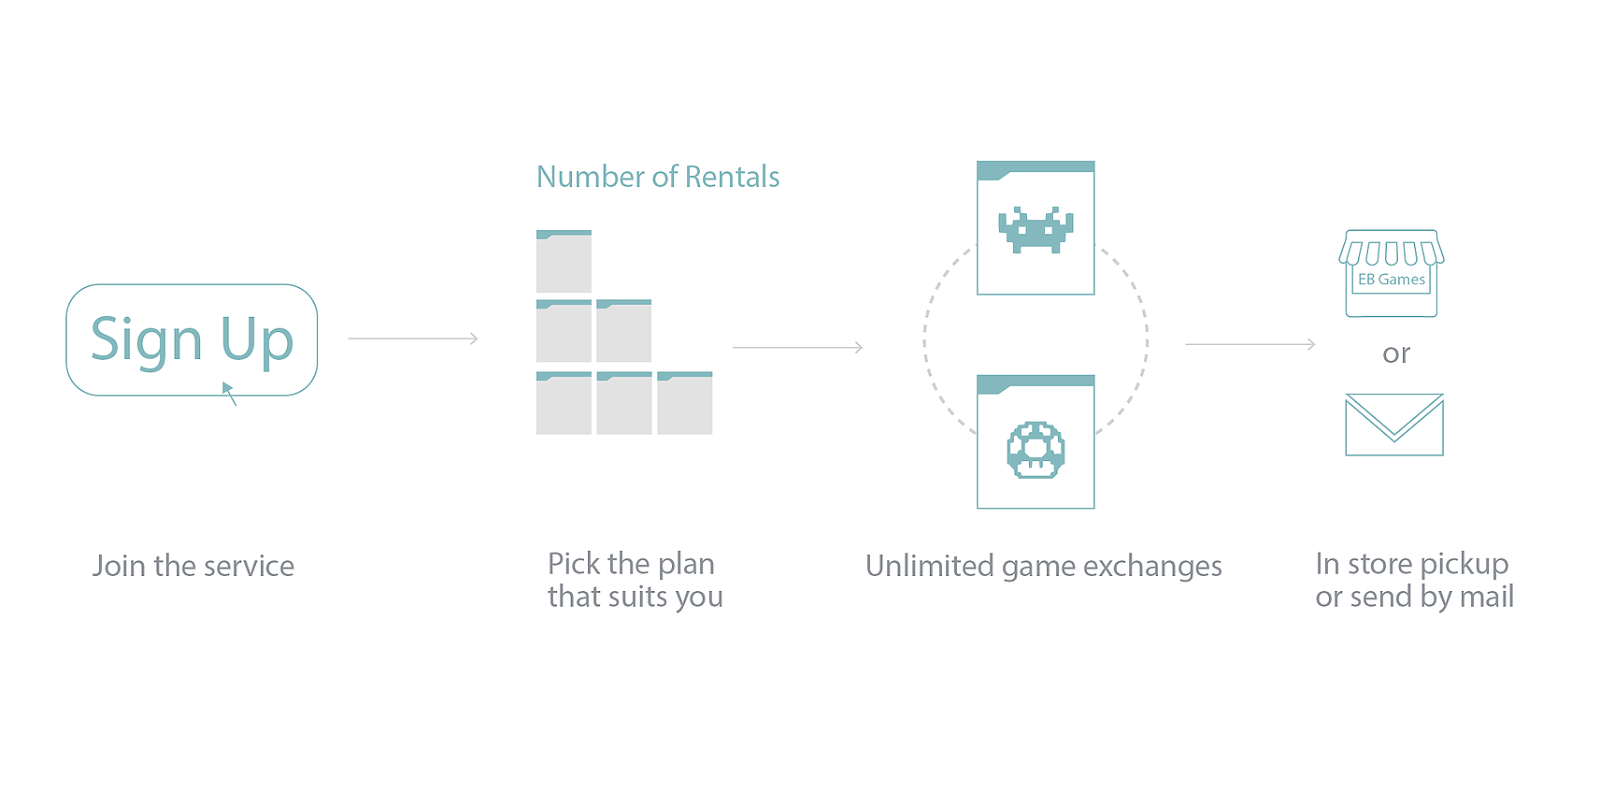 Number of Rentals
Sign Up
EB Games
or
Join the service
Pick the plan
that suits you
Unlimited game exchanges
In store pickup
or send by mail